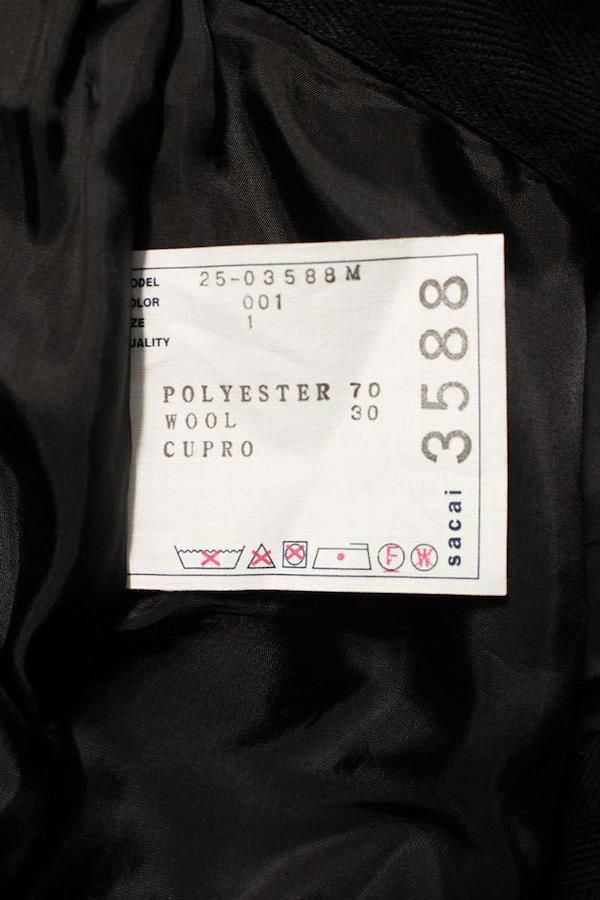 ODEL 25-03588M
OLOR 001
ZE 1
UALITY
POLYESTER 70
WOOL 30
CUPRO
F
W
sacai 3588